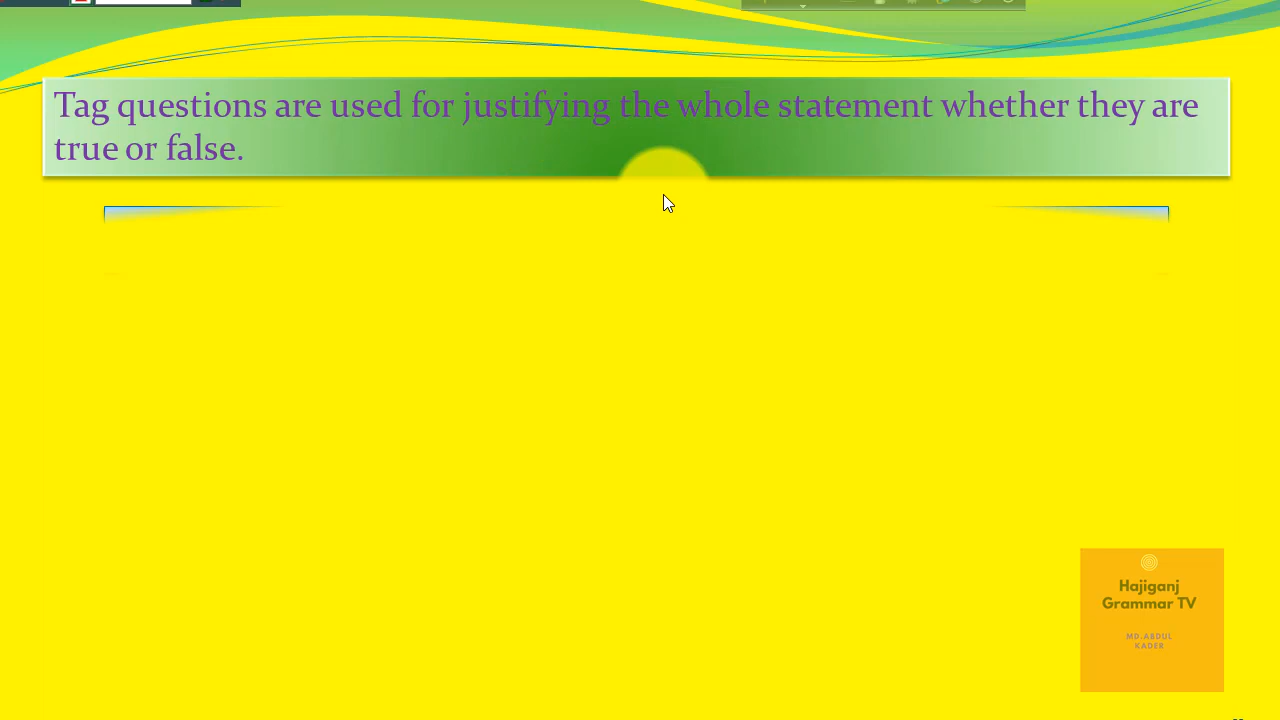 Tag questions are used for justifying the whole statement whether they are
true or false.
Hajiganj
Grammar TV
MD.ABDUL
KADER